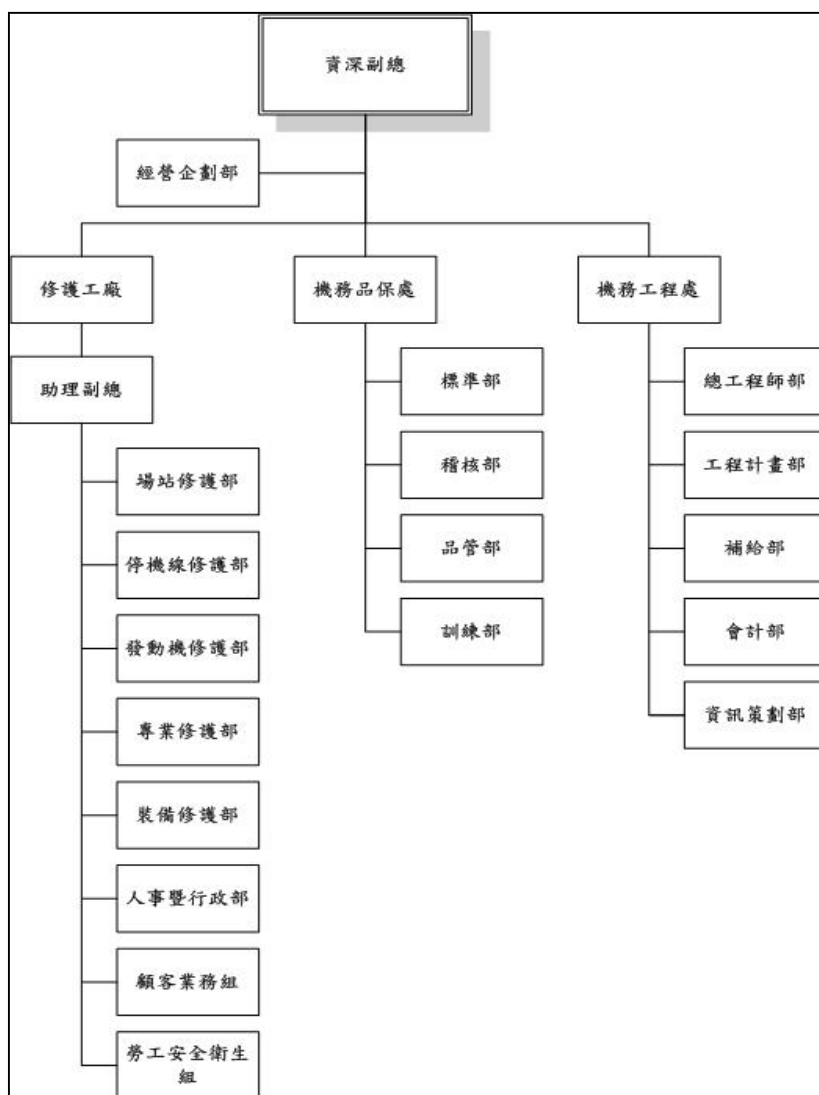 資深副總
經營企劃部
修護工廠
機務品保處
機務工程處
助理副總
標準部
總工程師部
場站修護部
稽核部
工程計畫部
停機線修護部
品管部
補給部
發動機修護部
訓練部
會計部
專業修護部
資訊策劃部
裝備修護部
人事暨行政部
顧客業務組
勞工安全衛生
組